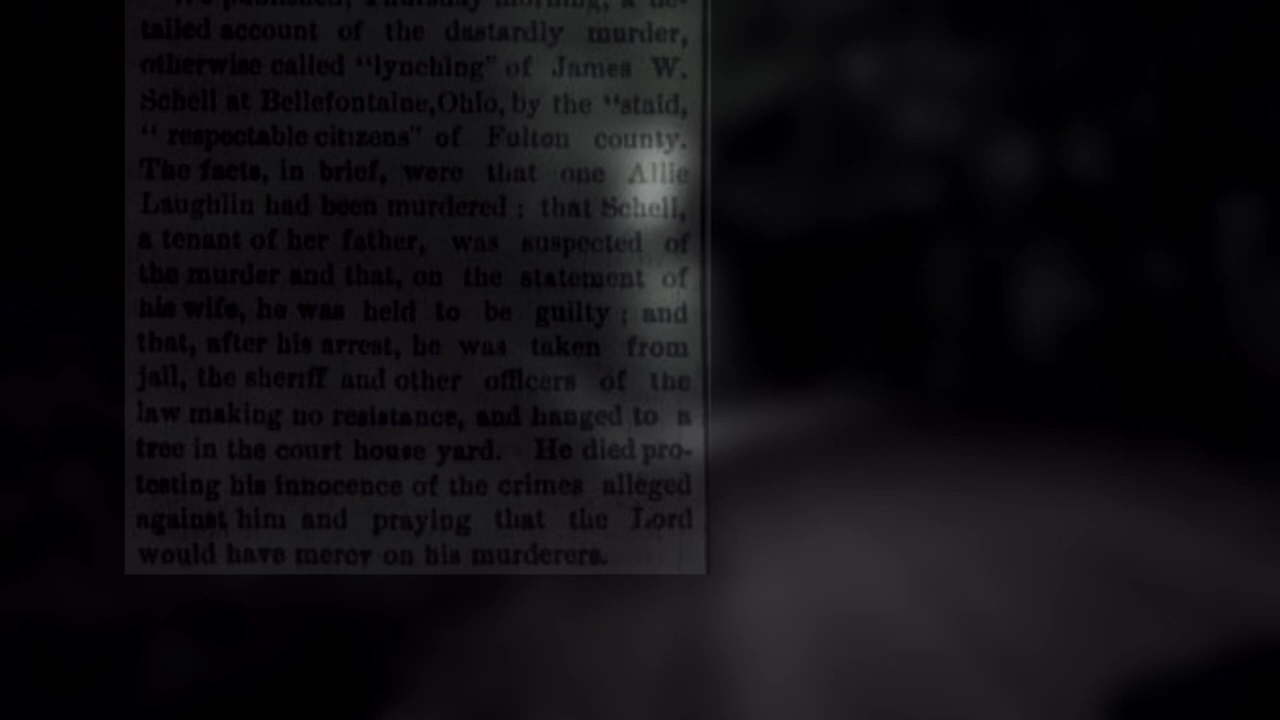 We published, Thursday morning, a de-
tailed account of the dastardly murder,
otherwise called "lynching" of James W.
Schell at Bellefontaine, Ohio, by the "staid,
" respectable citizens" of Fulton county.
The facts, in brief, were that one Allie
Laughlin had been murdered ; that Schell,
a tenant of her father, was suspected of
the murder and that, on the statement of
his wife, he was held to be guilty ; and
that, after his arrest, he was taken from
jail, the sheriff and other officers of the
law making no resistance, and hanged to a
tree in the court house yard. He died pro-
testing his innocence of the crimes alleged
against him and praying that the Lord
would have mercy on his murderers.